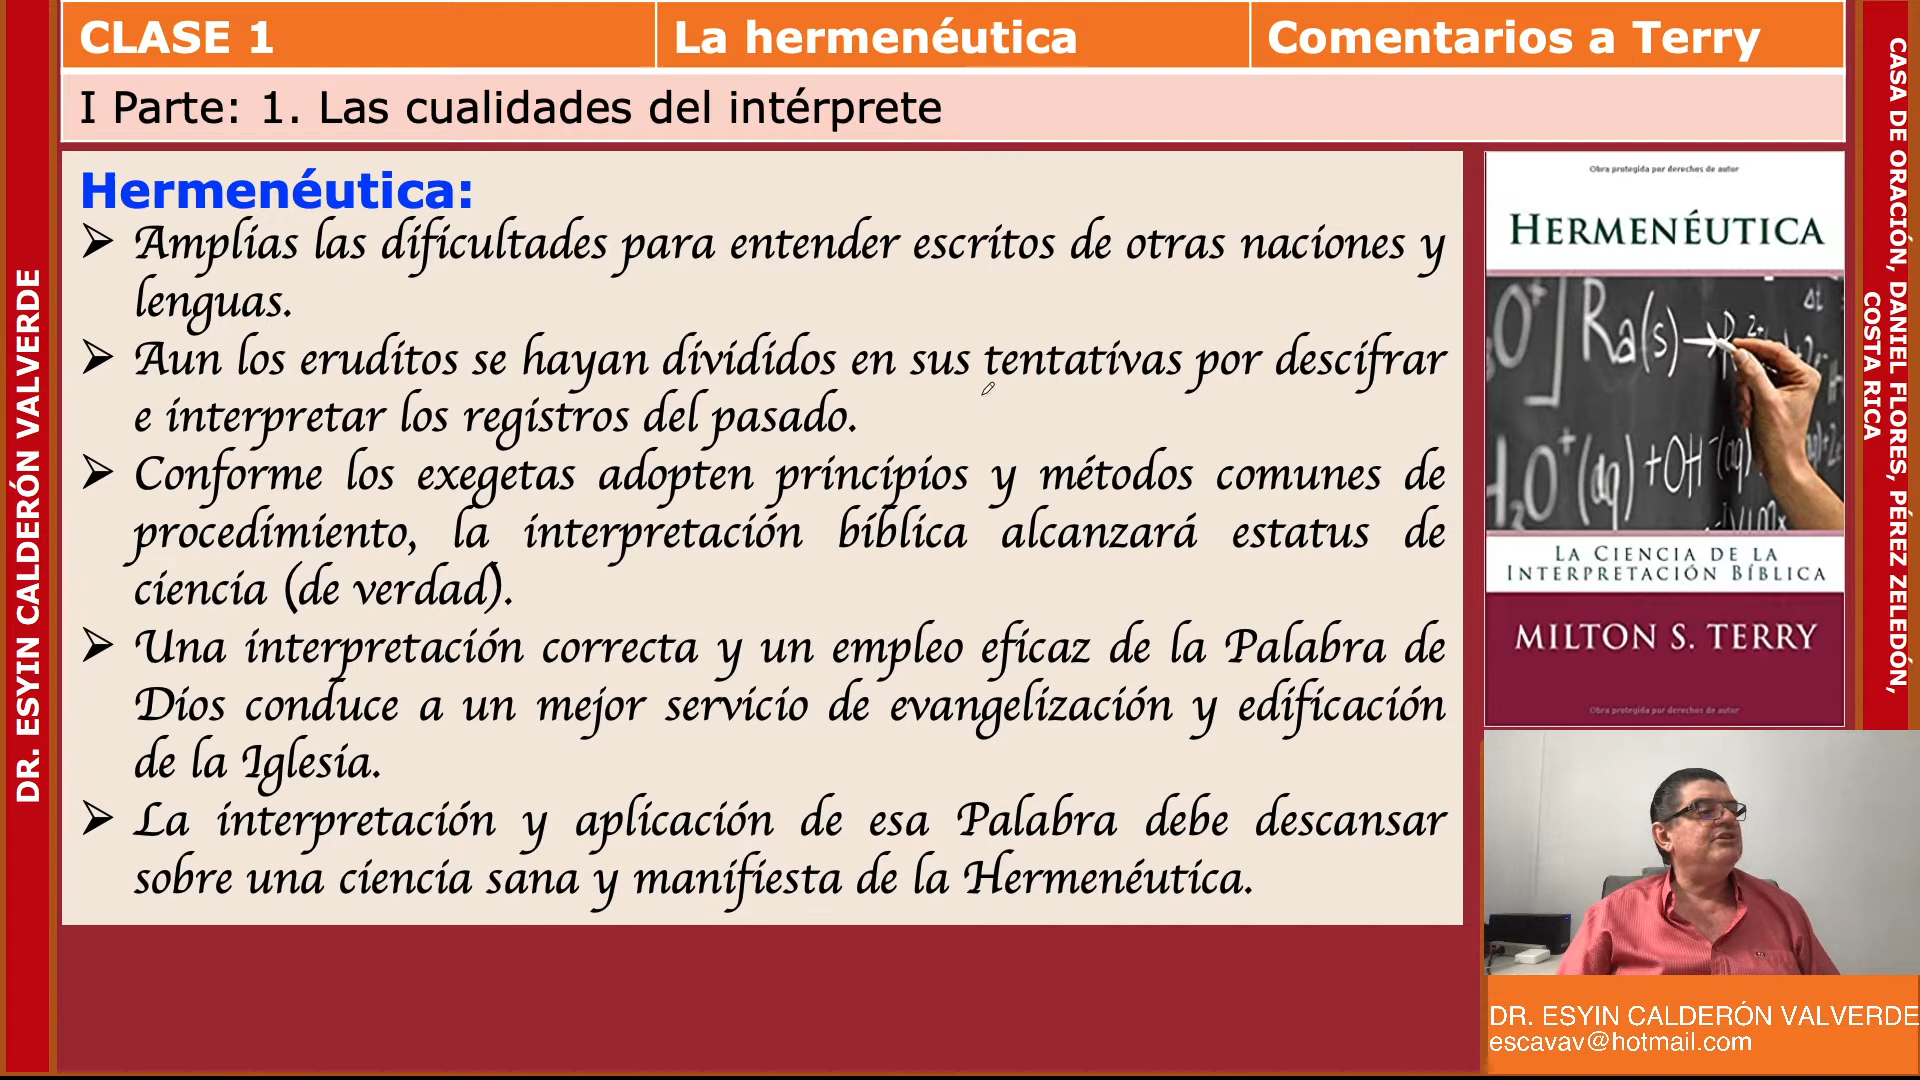 CLASE 1
La hermenéutica
Comentarios a Terry
I Parte: 1. Las cualidades del intérprete
DR. ESYIN CALDERÓN VALVERDE
Hermenéutica:
➤ Amplias las dificultades para entender escritos de otras naciones y
lenguas.
➤ Aun los eruditos se hayan divididos en sus tentativas por descifrar
e interpretar los registros del pasado.
➤ Conforme los exegetas adopten principios y métodos comunes de
procedimiento, la interpretación bíblica alcanzará estatus de
ciencia (de verdad).
➤ Una interpretación correcta y un empleo eficaz de la Palabra de
Dios conduce a un mejor servicio de evangelización y edificación
de la Iglesia.
➤ La interpretación y aplicación de esa Palabra debe descansar
sobre una ciencia sana y manifiesta de la Hermenéutica.
Obra protegida por derechos de autor
HERMENÉUTICA
Ra(s)→
2+
Δt
O⁺(aq)+OH⁻(aq)
LA CIENCIA DE LA
INTERPRETACIÓN BÍBLICA
MILTON S. TERRY
Obra protegida por derechos de autor
CASA DE ORACIÓN, DANIEL FLORES, PÉREZ ZELEDÓN,
COSTA RICA
DR. ESYIN CALDERÓN VALVERDE
escavav@hotmail.com